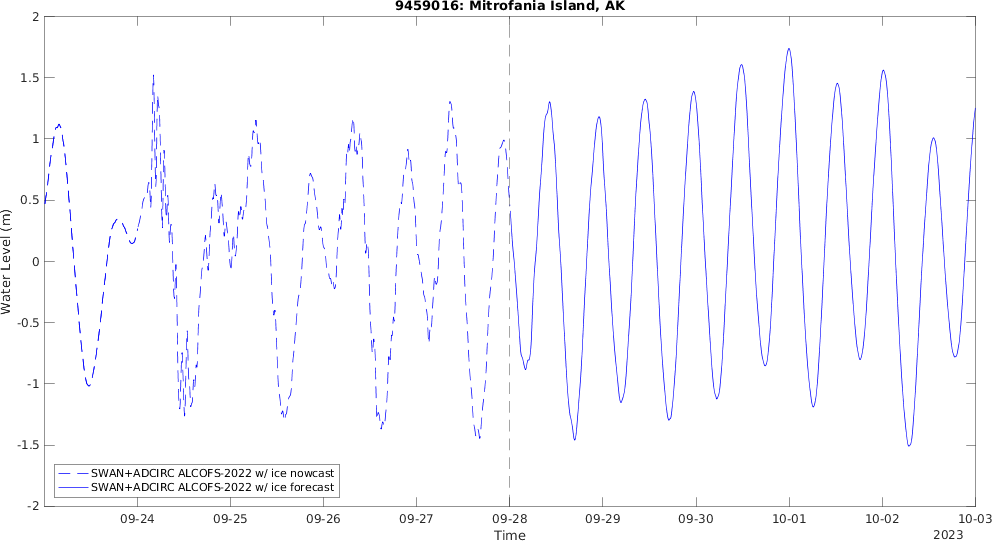 9459016: Mitrofania Island, AK
Water Level (m)
2
1.5
1
0.5
0
-0.5
-1
-1.5
-2
SWAN+ADCIRC ALCOFS-2022 w/ ice nowcast
SWAN+ADCIRC ALCOFS-2022 w/ ice forecast
09-24 09-25 09-26 09-27 09-28 09-29 09-30 10-01 10-02 10-03
Time
2023